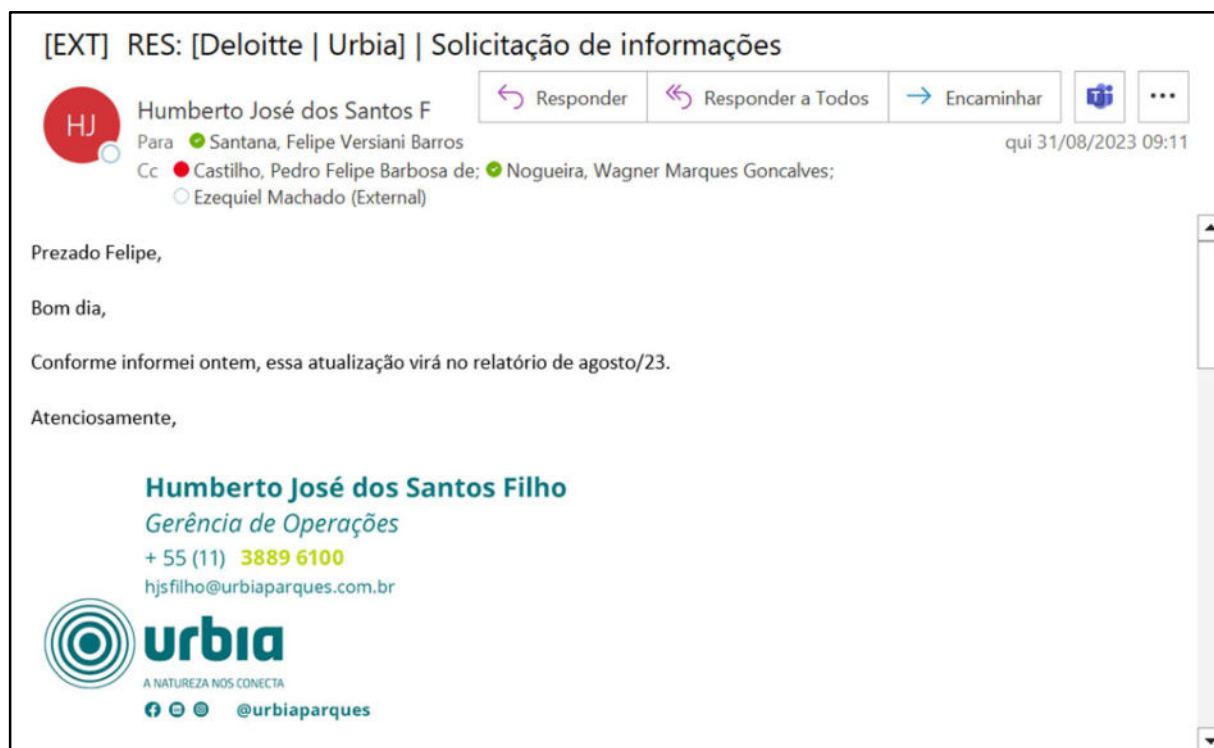 [EXT] RES: [Deloitte | Urbia] | Solicitação de informações
HJ
Humberto José dos Santos F
Responder
Responder a Todos
Encaminhar
Para Santana, Felipe Versiani Barros
qui 31/08/2023 09:11
Cc Castilho, Pedro Felipe Barbosa de; Nogueira, Wagner Marques Goncalves;
Ezequiel Machado (External)
Prezado Felipe,
Bom dia,
Conforme informei ontem, essa atualização virá no relatório de agosto/23.
Atenciosamente,
Humberto José dos Santos Filho
Gerência de Operações
+ 55 (11) 3889 6100
hjsfilho@urbiaparques.com.br
urbia
A NATUREZA NOS CONECTA
@urbiaparques